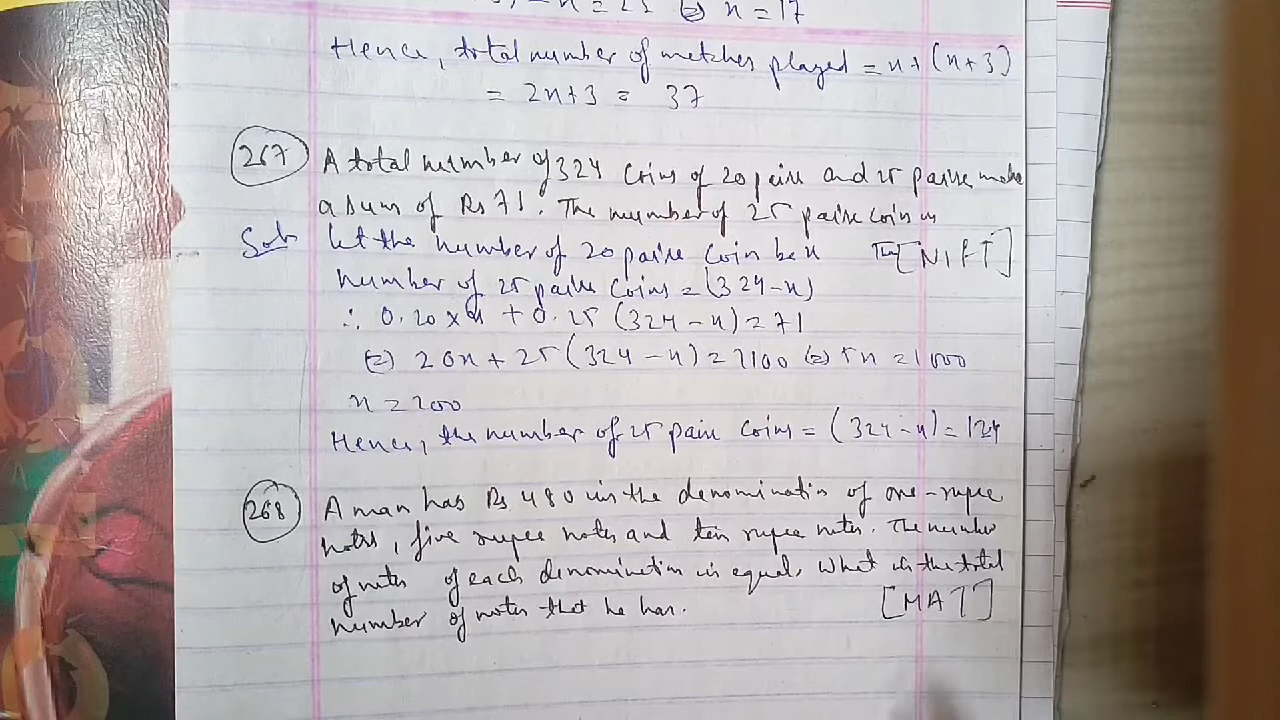 n = 17
Hence, total number of matches played = n + (n+3)
= 2n+3 = 37
267 A total number of 324 coins of 20 paise and 25 paise make
a sum of Rs 71. The number of 25 paise coins is
Sol. let the number of 20 paise coin be n [NIFT]
Number of 25 paise coins = (324-n)
∴ 0.20 × n + 0.25 (324-n) = 71
20n + 25(324-n) = 7100 5n = 1000
n = 200
Hence, the number of 25 paise coins = (324-n) = 124
268 A man has Rs 480 in the denomination of one-rupee
notes, five rupee notes and ten rupee notes. The number
of notes of each denomination is equal, what is the total
number of notes that he has. [MAT]